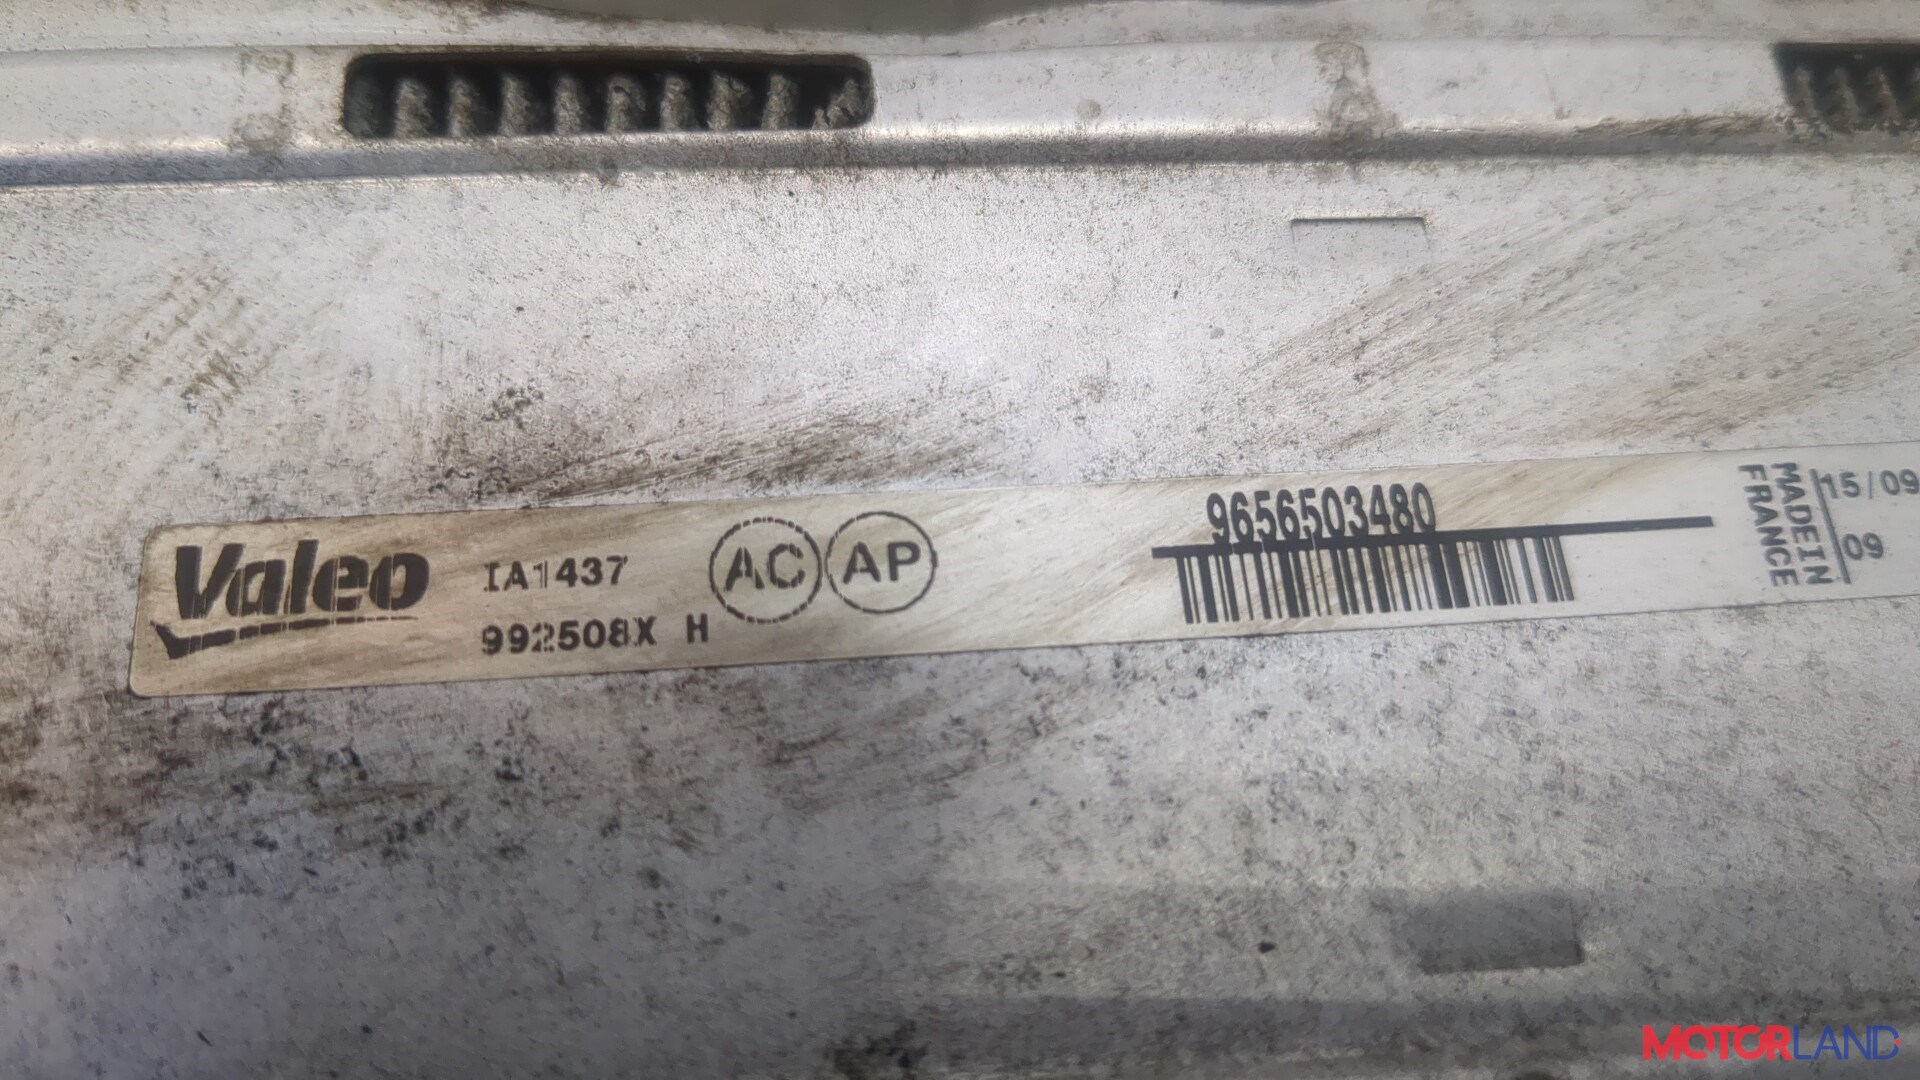 Valeo
IA1437
992508X H
AC
AP
9656503480
MADE IN
FRANCE
15/09
09
MOTORLAND